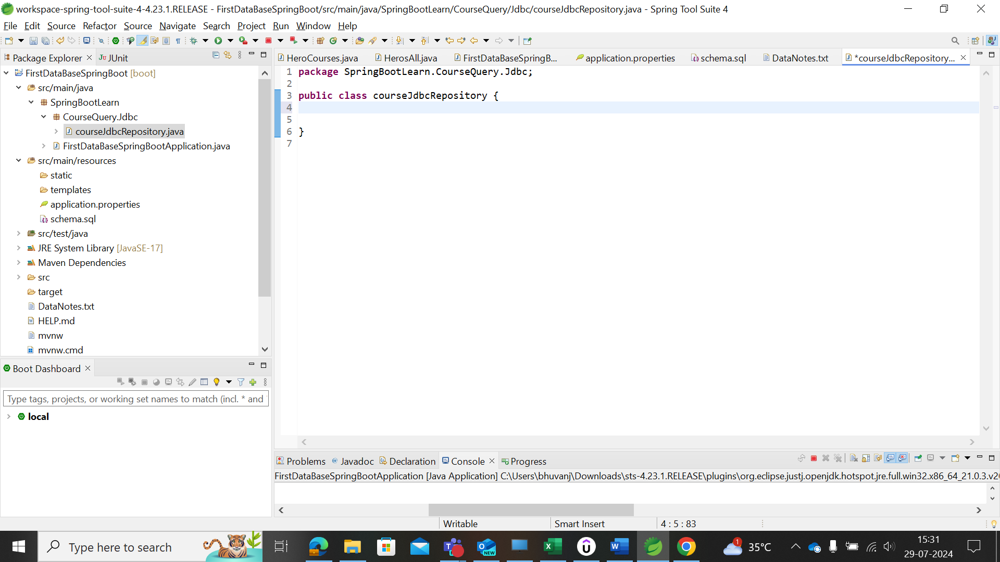 workspace-spring-tool-suite-4-4.23.1.RELEASE - FirstDataBaseSpringBoot/src/main/java/SpringBootLearn/CourseQuery/Jdbc/courseJdbcRepository.java - Spring Tool Suite 4
File Edit Source Refactor Source Navigate Search Project Run Window Help
Package Explorer JUnit
HeroCourses.java HerosAll.java FirstDataBaseSpringB... application.properties schema.sql DataNotes.txt *courseJdbcRepository...
FirstDataBaseSpringBoot [boot]
src/main/java
SpringBootLearn
CourseQuery.Jdbc
courseJdbcRepository.java
FirstDataBaseSpringBootApplication.java
src/main/resources
static
templates
application.properties
schema.sql
src/test/java
JRE System Library [JavaSE-17]
Maven Dependencies
src
target
DataNotes.txt
HELP.md
mvnw
mvnw.cmd
1 package SpringBootLearn.CourseQuery.Jdbc;
2
3 public class courseJdbcRepository {
4
5
6 }
7
Boot Dashboard
Type tags, projects, or working set names to match (incl. * and
local
Problems @ Javadoc Declaration Console Progress
FirstDataBaseSpringBootApplication [Java Application] C:\Users\bhuvanj\Downloads\sts-4.23.1.RELEASE\plugins\org.eclipse.justj.openjdk.hotspot.jre.full.win32.x86_64_21.0.3.v20
Writable Smart Insert 4 : 5 : 83
Type here to search
NEW
1
35°C
15:31
29-07-2024